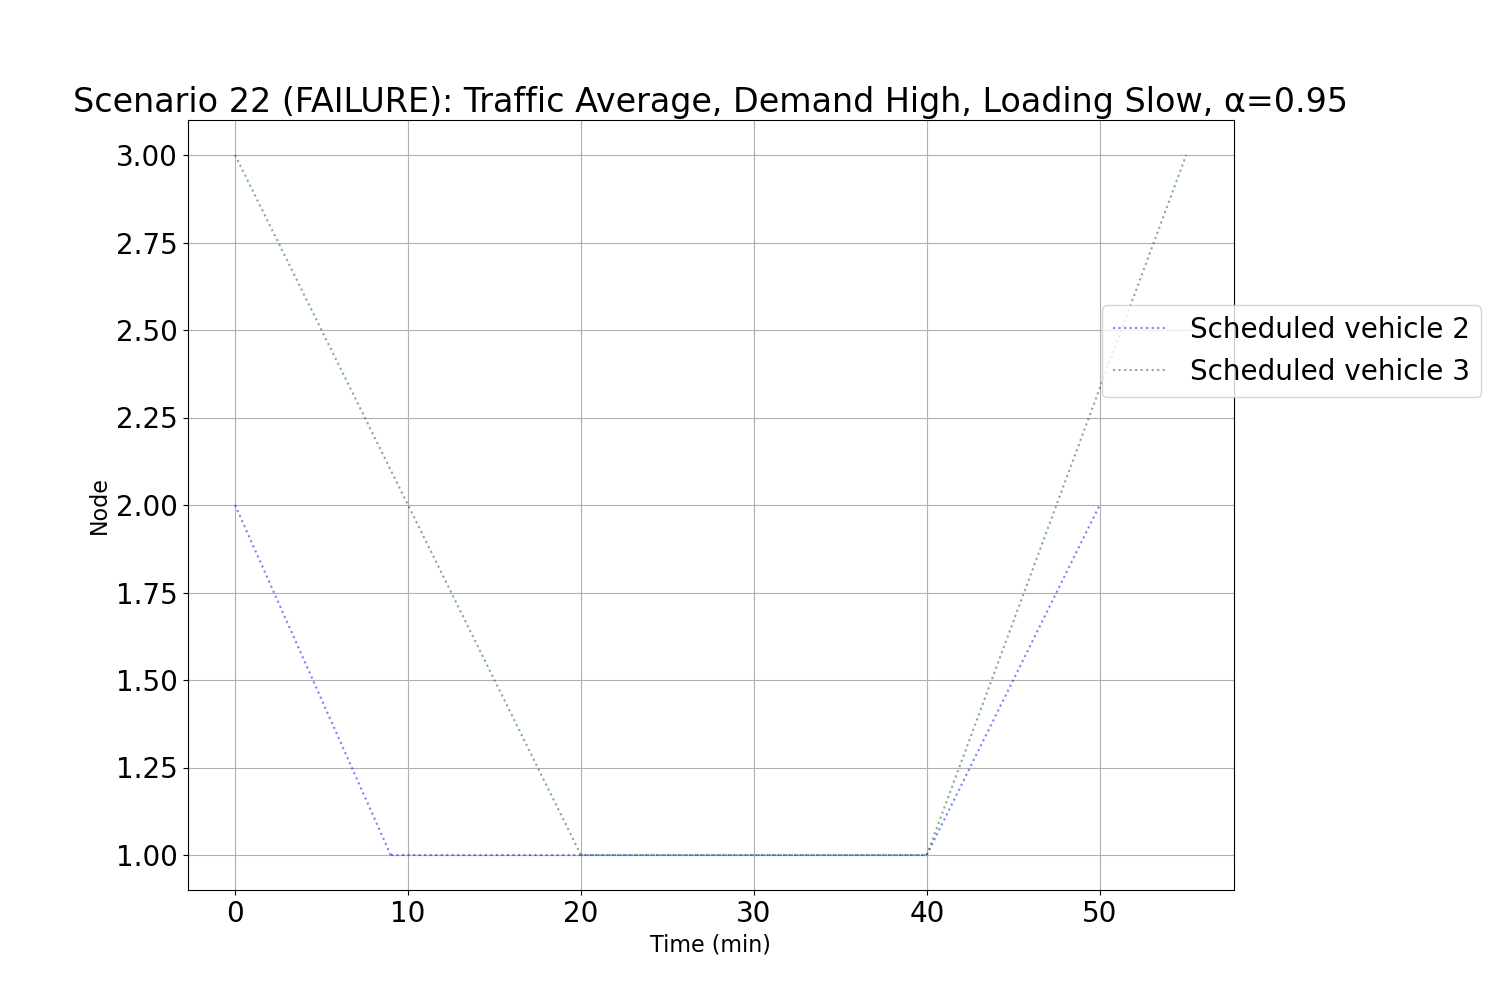 Scenario 22 (FAILURE): Traffic Average, Demand High, Loading Slow, α=0.95
3.00
2.75
2.50
2.25
2.00
1.75
1.50
1.25
1.00
Node
Scheduled vehicle 2
Scheduled vehicle 3
0 10 20 30 40 50
Time (min)